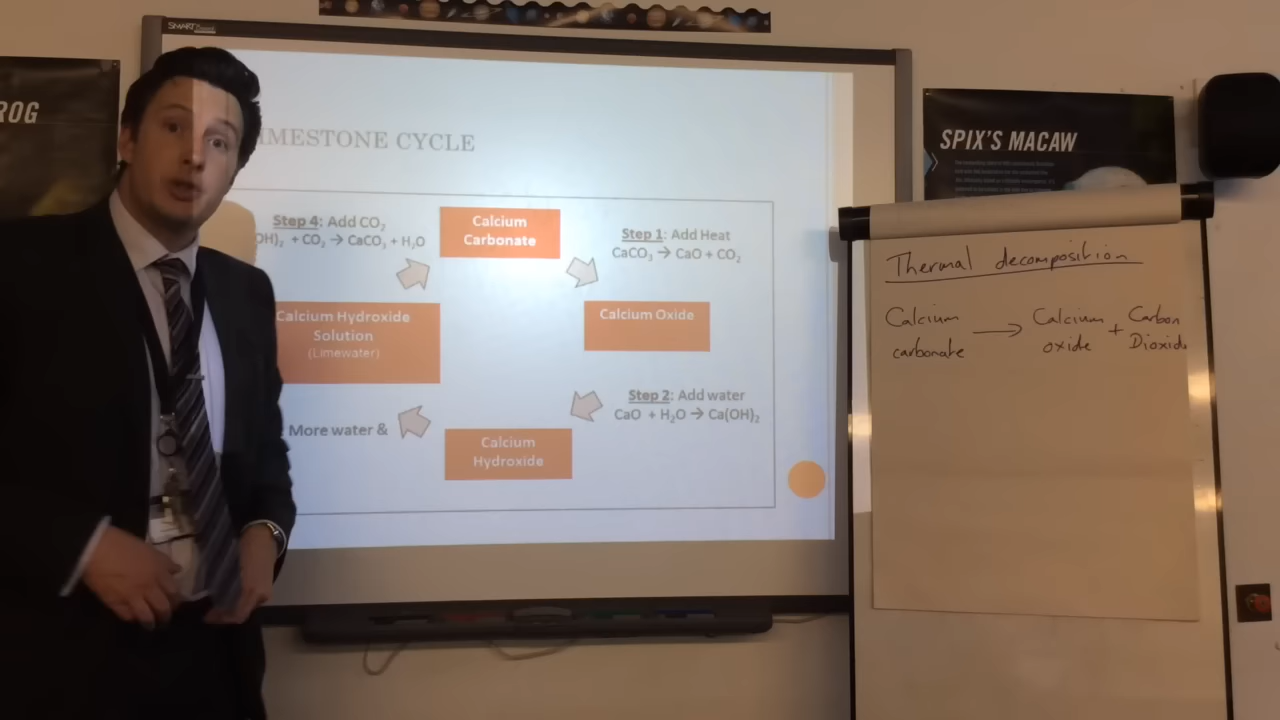 SMART
ROG
IMESTONE CYCLE
SPIX'S MACAW
Step 4: Add CO₂
OH)₂ + CO₂ → CaCO₃ + H₂O
Calcium
Carbonate
Step 1: Add Heat
CaCO₃ → CaO + CO₂
Calcium Hydroxide
Solution
(Limewater)
Calcium Oxide
Step 2: Add water
CaO + H₂O → Ca(OH)₂
More water &
Calcium
Hydroxide
Thermal decomposition
Calcium → Calcium + Carbon
carbonate oxide Dioxide